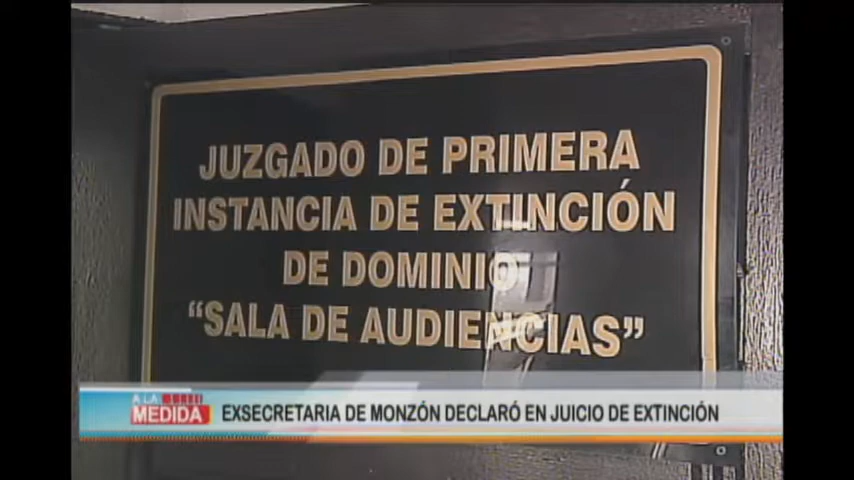 JUZGADO DE PRIMERA
INSTANCIA DE EXTINCIÓN
DE DOMINIO
“SALA DE AUDIENCIAS”
A LA
MEDIDA
EXSECRETARIA DE MONZÓN DECLARÓ EN JUICIO DE EXTINCIÓN